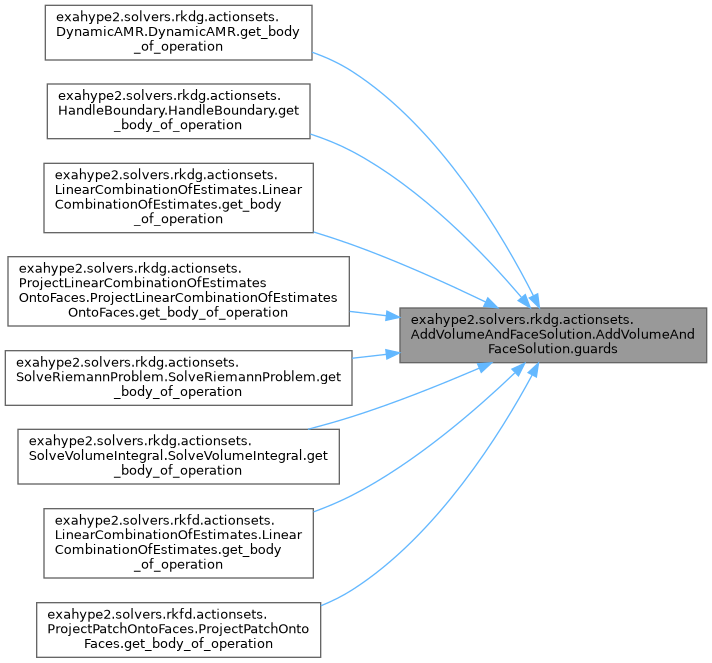 exahype2.solvers.rkdg.actionsets.
DynamicAMR.DynamicAMR.get_body
_of_operation
exahype2.solvers.rkdg.actionsets.
HandleBoundary.HandleBoundary.get
_body_of_operation
exahype2.solvers.rkdg.actionsets.
LinearCombinationOfEstimates.Linear
CombinationOfEstimates.get_body
_of_operation
exahype2.solvers.rkdg.actionsets.
ProjectLinearCombinationOfEstimates
OntoFaces.ProjectLinearCombinationOfEstimates
OntoFaces.get_body_of_operation
exahype2.solvers.rkdg.actionsets.
AddVolumeAndFaceSolution.AddVolumeAnd
FaceSolution.guards
exahype2.solvers.rkdg.actionsets.
SolveRiemannProblem.SolveRiemannProblem.get
_body_of_operation
exahype2.solvers.rkdg.actionsets.
SolveVolumeIntegral.SolveVolumeIntegral.get
_body_of_operation
exahype2.solvers.rkfd.actionsets.
LinearCombinationOfEstimates.Linear
CombinationOfEstimates.get_body
_of_operation
exahype2.solvers.rkfd.actionsets.
ProjectPatchOntoFaces.ProjectPatchOnto
Faces.get_body_of_operation